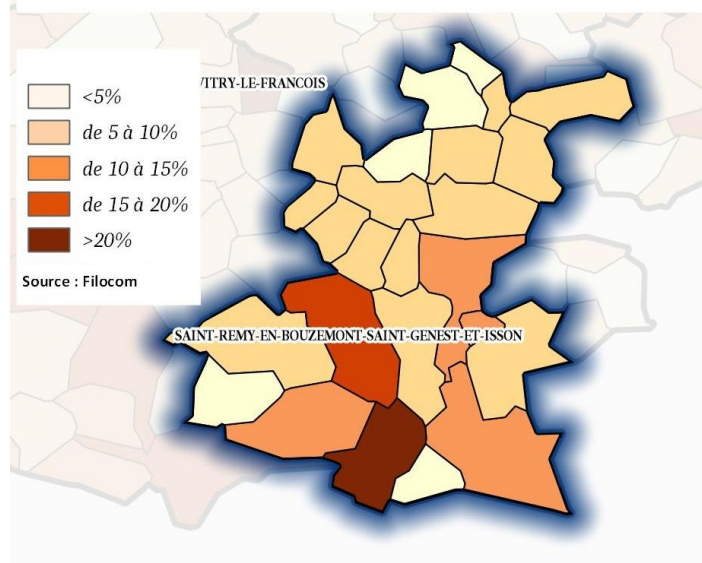 VITRY-LE-FRANCOIS
<5%
de 5 à 10%
de 10 à 15%
de 15 à 20%
>20%
Source : Filocom
SAINT-REMY-EN-BOUZEMONT-SAINT-GENEST-ET-ISSON